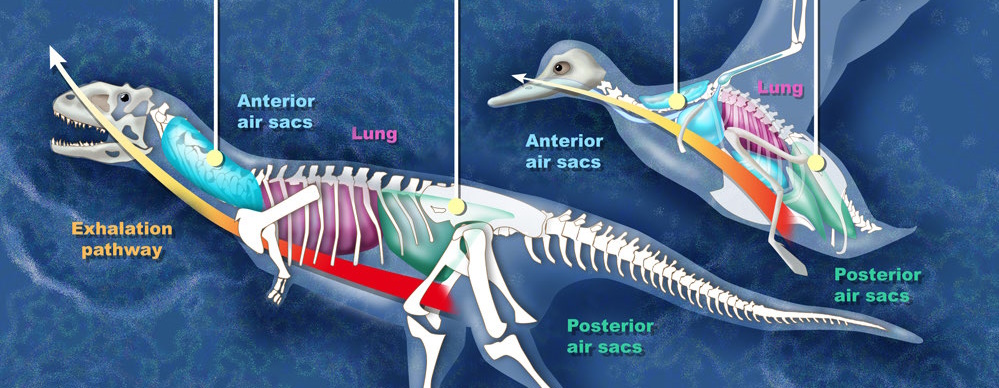 Anterior
air sacs
Lung
Exhalation
pathway
Posterior
air sacs
Anterior
air sacs
Lung
Posterior
air sacs